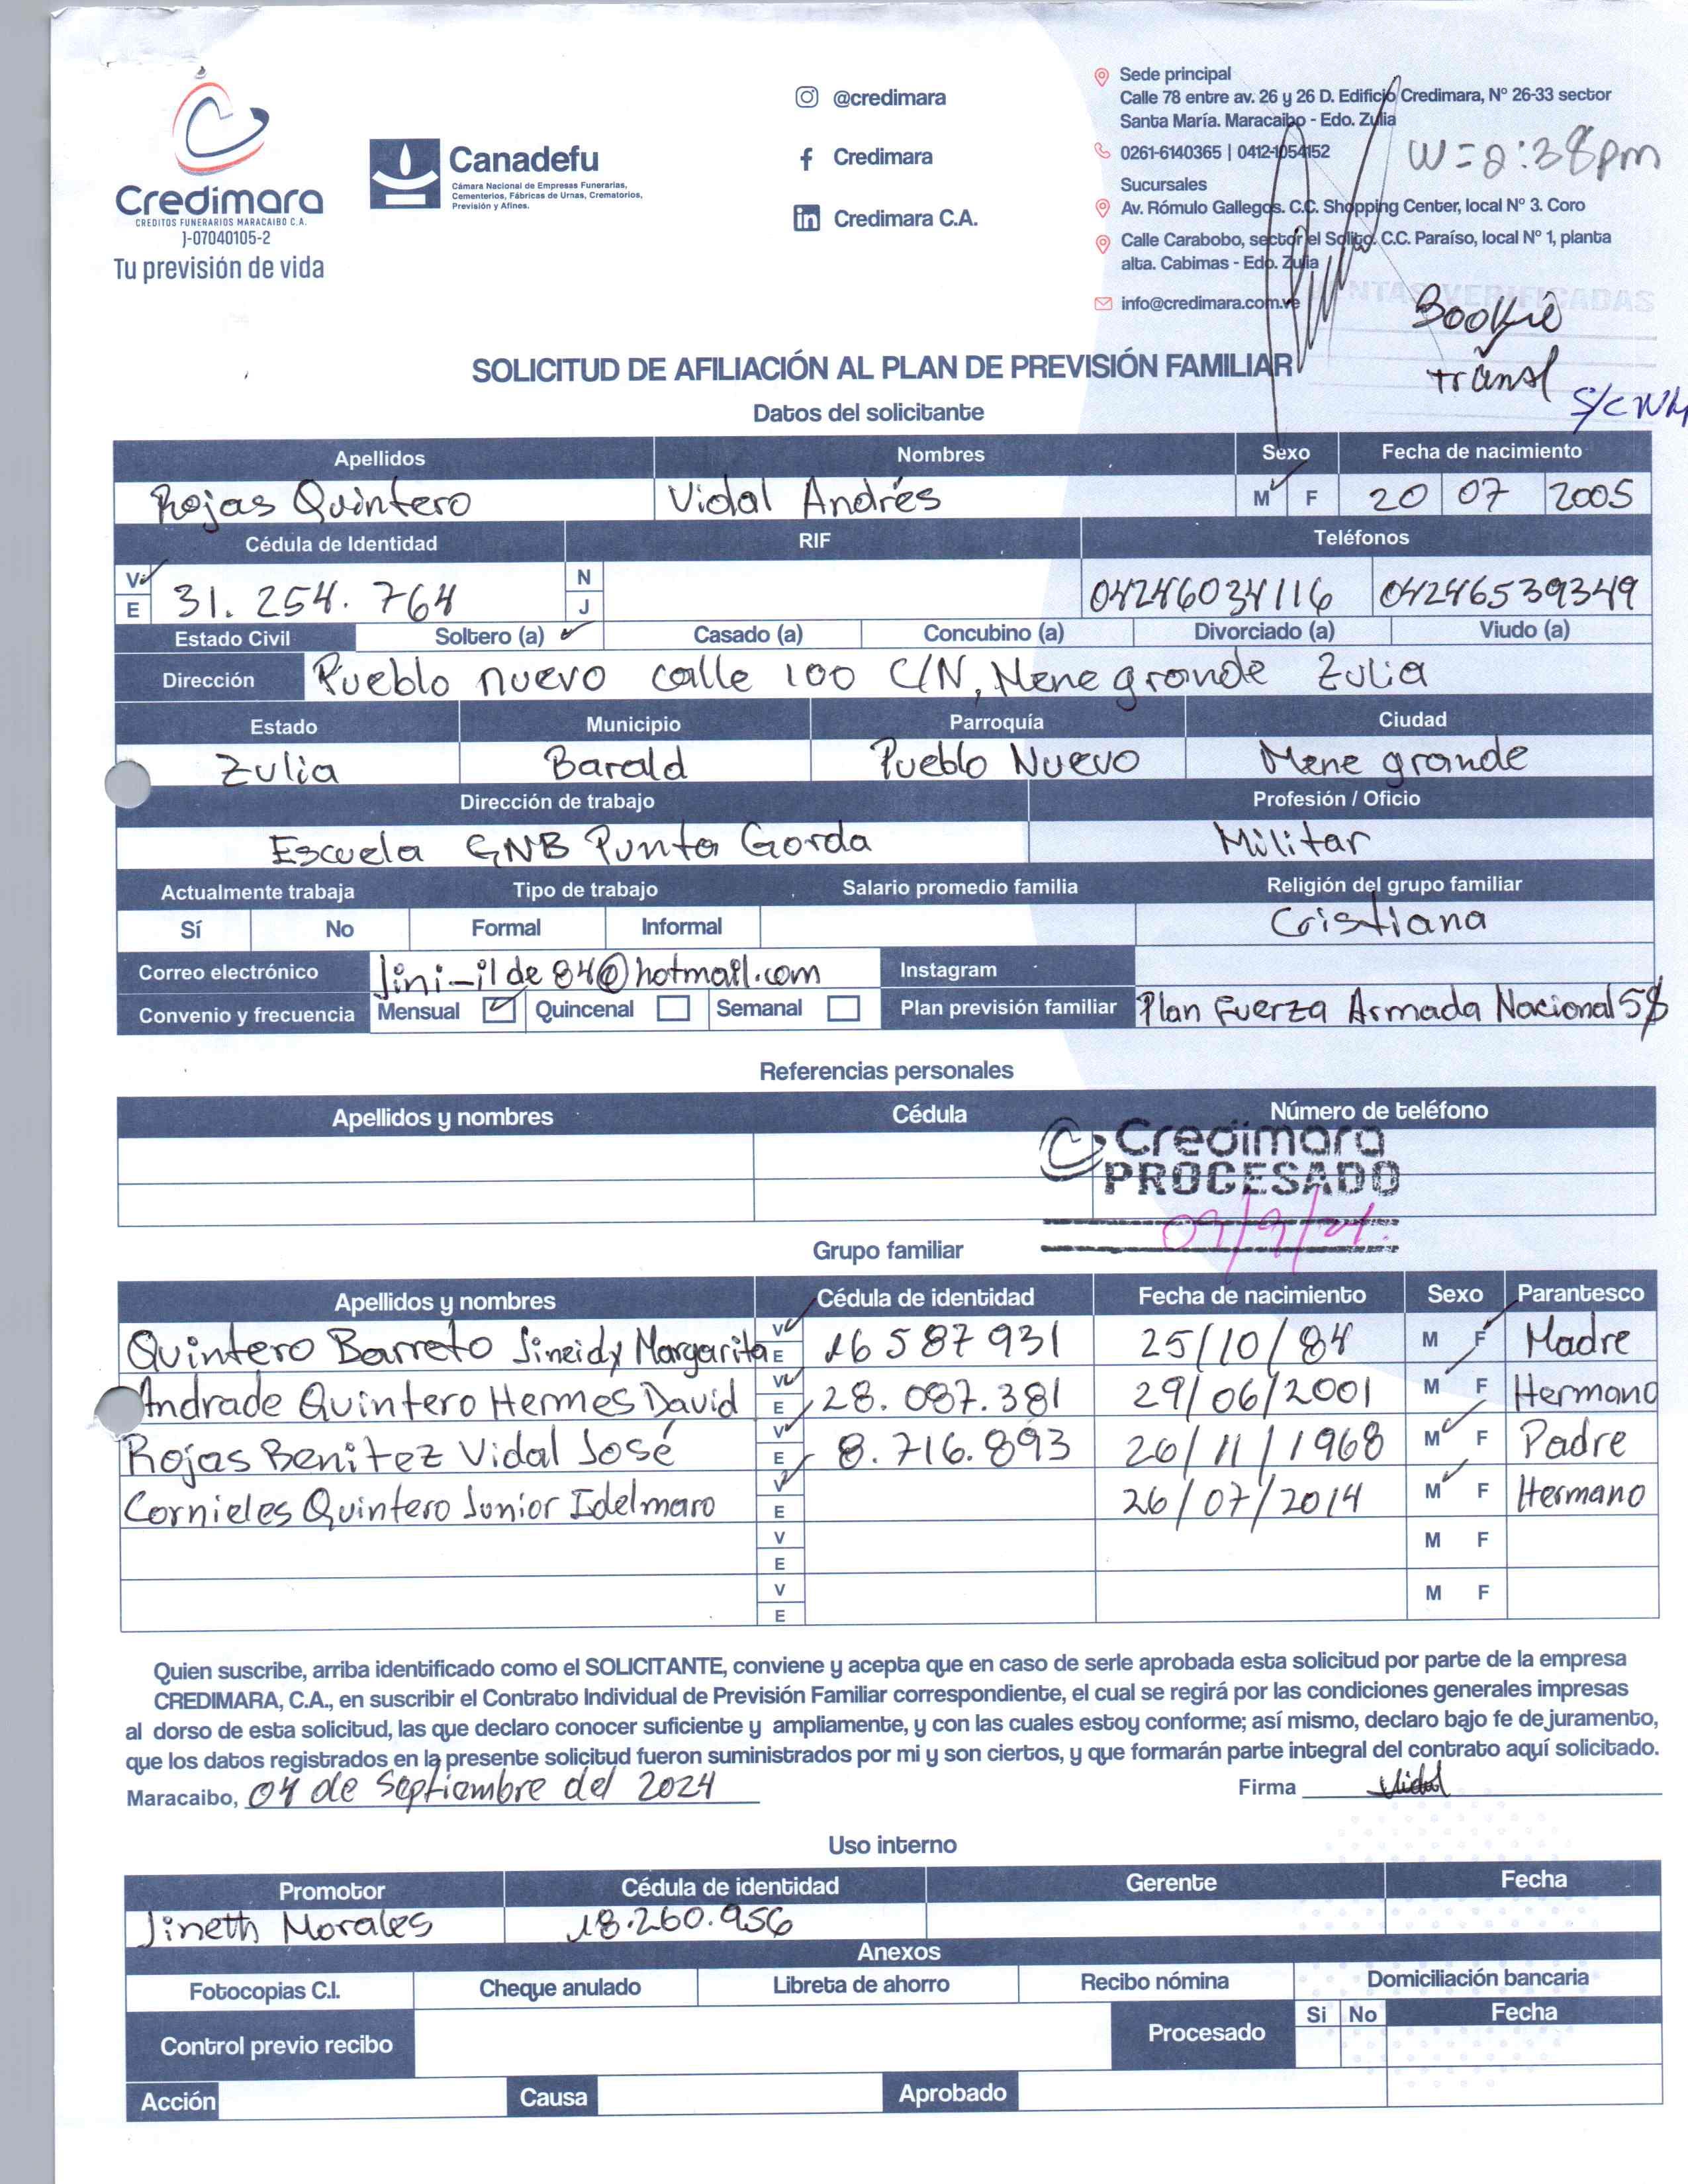 Credimara
CREDITOS FUNERARIOS MARACAIBO C.A.
J-07040105-2
Tu previsión de vida
Canadefu
Cámara Nacional de Empresas Funerarias,
Cementerios, Fábricas de Urnas, Crematorios,
Previsión y Afines.
@credimara
Credimara
Credimara C.A.
Sede principal
Calle 78 entre av. 26 y 26 D. Edificio Credimara, Nº 26-33 sector
Santa María. Maracaibo - Edo. Zulia
0261-6140365 | 0412-1054152
Sucursales
Av. Rómulo Gallegos. C.C. Shopping Center, local Nº 3. Coro
Calle Carabobo, sector el Solito. C.C. Paraíso, local Nº 1, planta
alta. Cabimas - Edo. Zulia
info@credimara.com.ve
W=2:38pm
VERIFICADAS
SOLICITUD DE AFILIACIÓN AL PLAN DE PREVISIÓN FAMILIAR
Datos del solicitante
Apellidos Nombres Sexo Fecha de nacimiento
Rojas Quintero Vidal Andrés M F 20 07 2005
Cédula de Identidad RIF Teléfonos
V E 31.254.764 N J 04246034116 04246539349
Estado Civil Soltero (a) Casado (a) Concubino (a) Divorciado (a) Viudo (a)
Dirección Pueblo nuevo calle 100 C/N, Mene grande Zulia
Estado Municipio Parroquía Ciudad
Zulia Barald Pueblo Nuevo Mene grande
Dirección de trabajo Profesión / Oficio
Escuela GNB Punta Gorda Militar
Actualmente trabaja Tipo de trabajo Salario promedio familia Religión del grupo familiar
Sí No Formal Informal Cristiana
Correo electrónico Jini-ilde84@hotmail.com Instagram
Convenio y frecuencia Mensual Quincenal Semanal Plan previsión familiar Plan Fuerza Armada Nacional 5$
Referencias personales
Apellidos y nombres Cédula Número de teléfono
Credimara
PROCESADO
Grupo familiar
Apellidos y nombres Cédula de identidad Fecha de nacimiento Sexo Parantesco
Quintero Barreto Jineidy Margarita V E 16 587 931 25/10/84 M F Madre
Andrade Quintero Hermes David V E 28.087.381 29/06/2001 M F Hermano
Rojas Benitez Vidal José V E 8.716.893 26/11/1968 M F Padre
Cornieles Quintero Junior Idelmaro V E 26/07/2014 M F Hermano
V E M F
V E M F
Quien suscribe, arriba identificado como el SOLICITANTE, conviene y acepta que en caso de serle aprobada esta solicitud por parte de la empresa
CREDIMARA, C.A., en suscribir el Contrato Individual de Previsión Familiar correspondiente, el cual se regirá por las condiciones generales impresas
al dorso de esta solicitud, las que declaro conocer suficiente y ampliamente, y con las cuales estoy conforme; así mismo, declaro bajo fe de juramento,
que los datos registrados en la presente solicitud fueron suministrados por mi y son ciertos, y que formarán parte integral del contrato aquí solicitado.
Maracaibo, 04 de Septiembre del 2024 Firma Vidal
Uso interno
Promotor Cédula de identidad Gerente Fecha
Jineth Morales 18.260.956
Anexos
Fotocopias C.I. Cheque anulado Libreta de ahorro Recibo nómina Domiciliación bancaria
Control previo recibo Procesado Si No Fecha
Acción Causa Aprobado